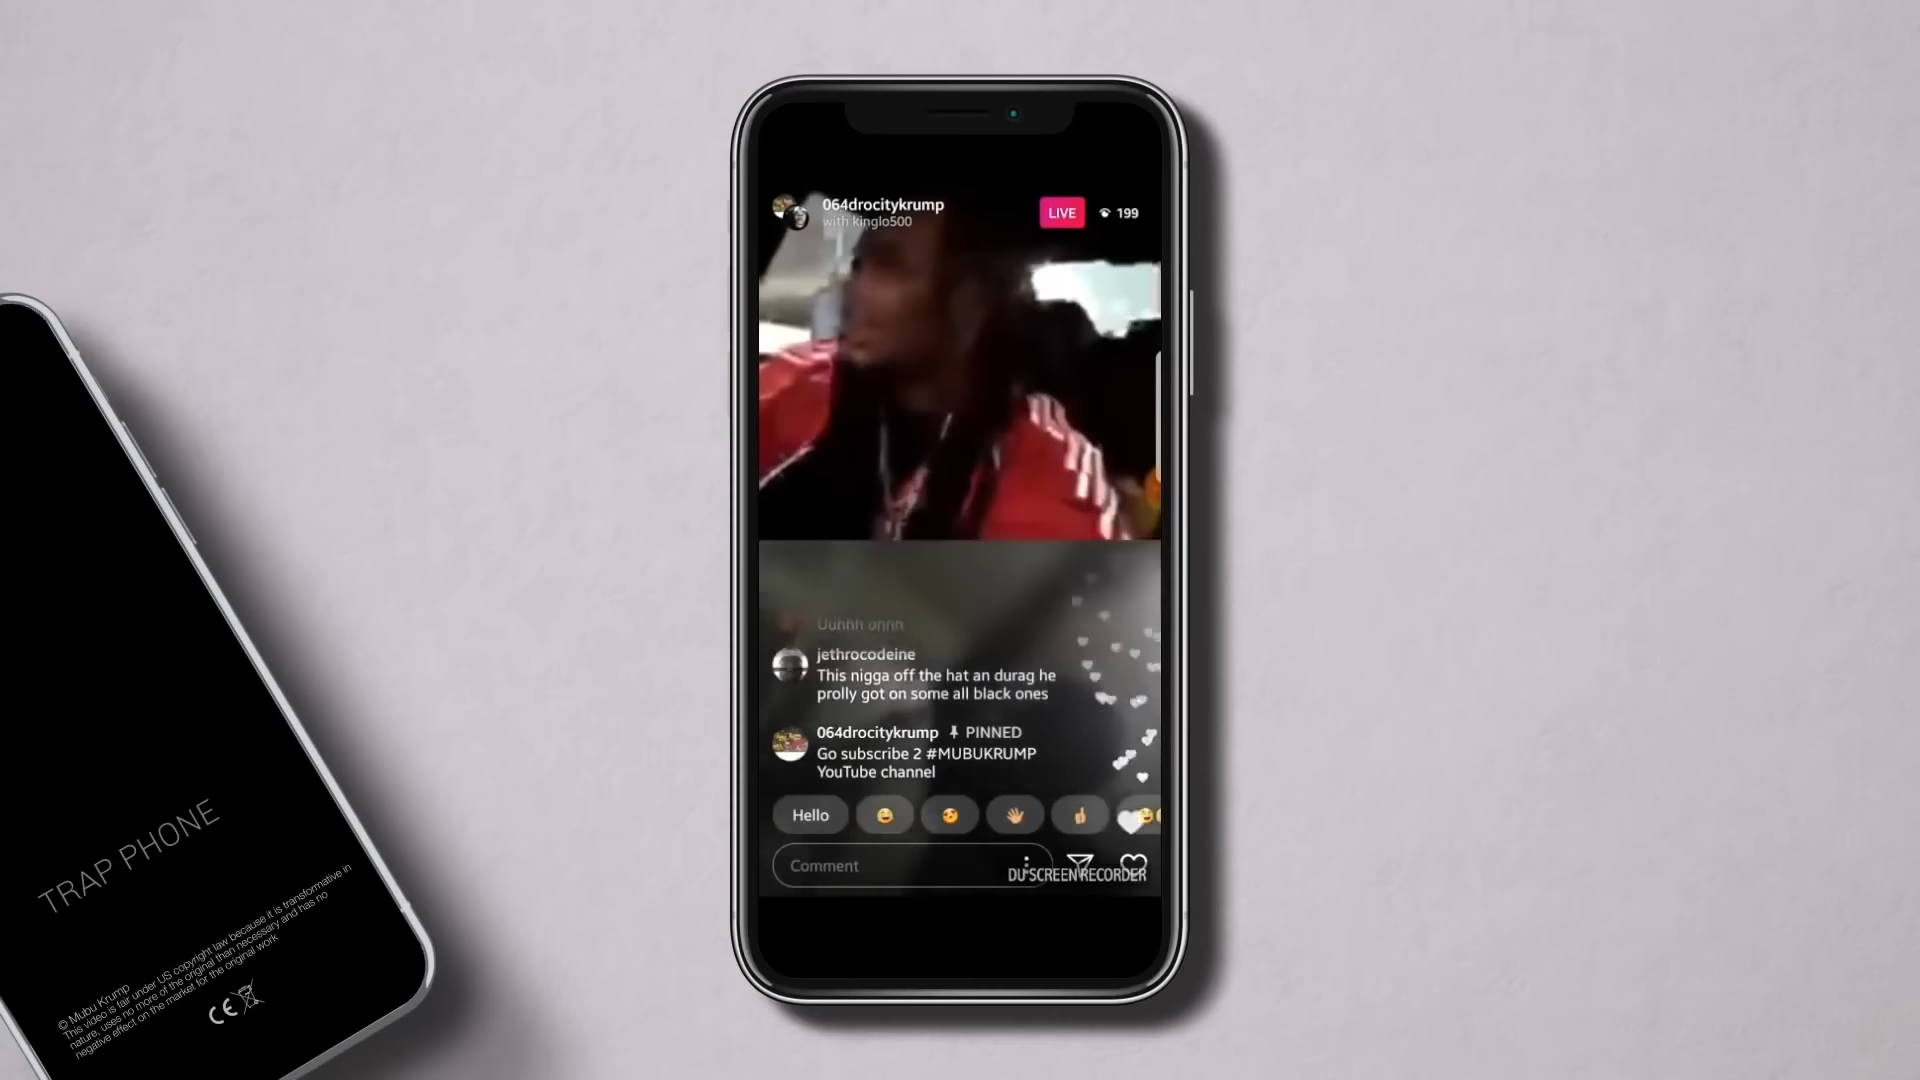 064drocitykrump
with kinglo500
LIVE
199
Uuhhh
jethrocodeine
This nigga off the hat an durag he
prolly got on some all black ones
064drocitykrump PINNED
Go subscribe 2 #MUBUKRUMP
YouTube channel
Hello
Comment
DU SCREEN RECORDER
TRAP PHONE
© Mubu Krump
This video is fair under US copyright law because it is transformative in
nature, uses no more of the original than necessary and has no
negative effect on the market for the original work
CE